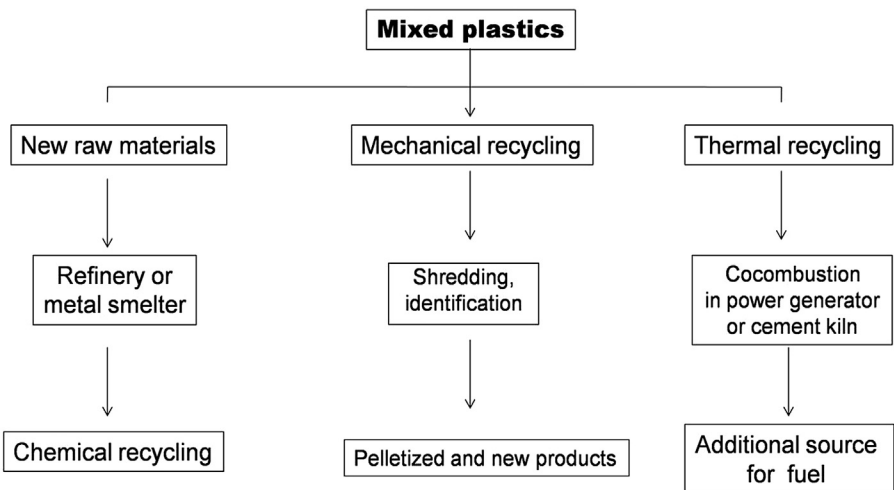 Mixed plastics
New raw materials
Mechanical recycling
Thermal recycling
Refinery or
metal smelter
Shredding,
identification
Cocombustion
in power generator
or cement kiln
Chemical recycling
Pelletized and new products
Additional source
for fuel